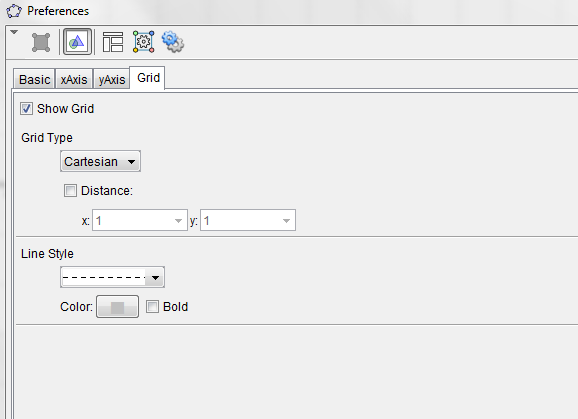 Preferences
Basic xAxis yAxis Grid
Show Grid
Grid Type
Cartesian
Distance:
x: 1 y: 1
Line Style
Color: Bold